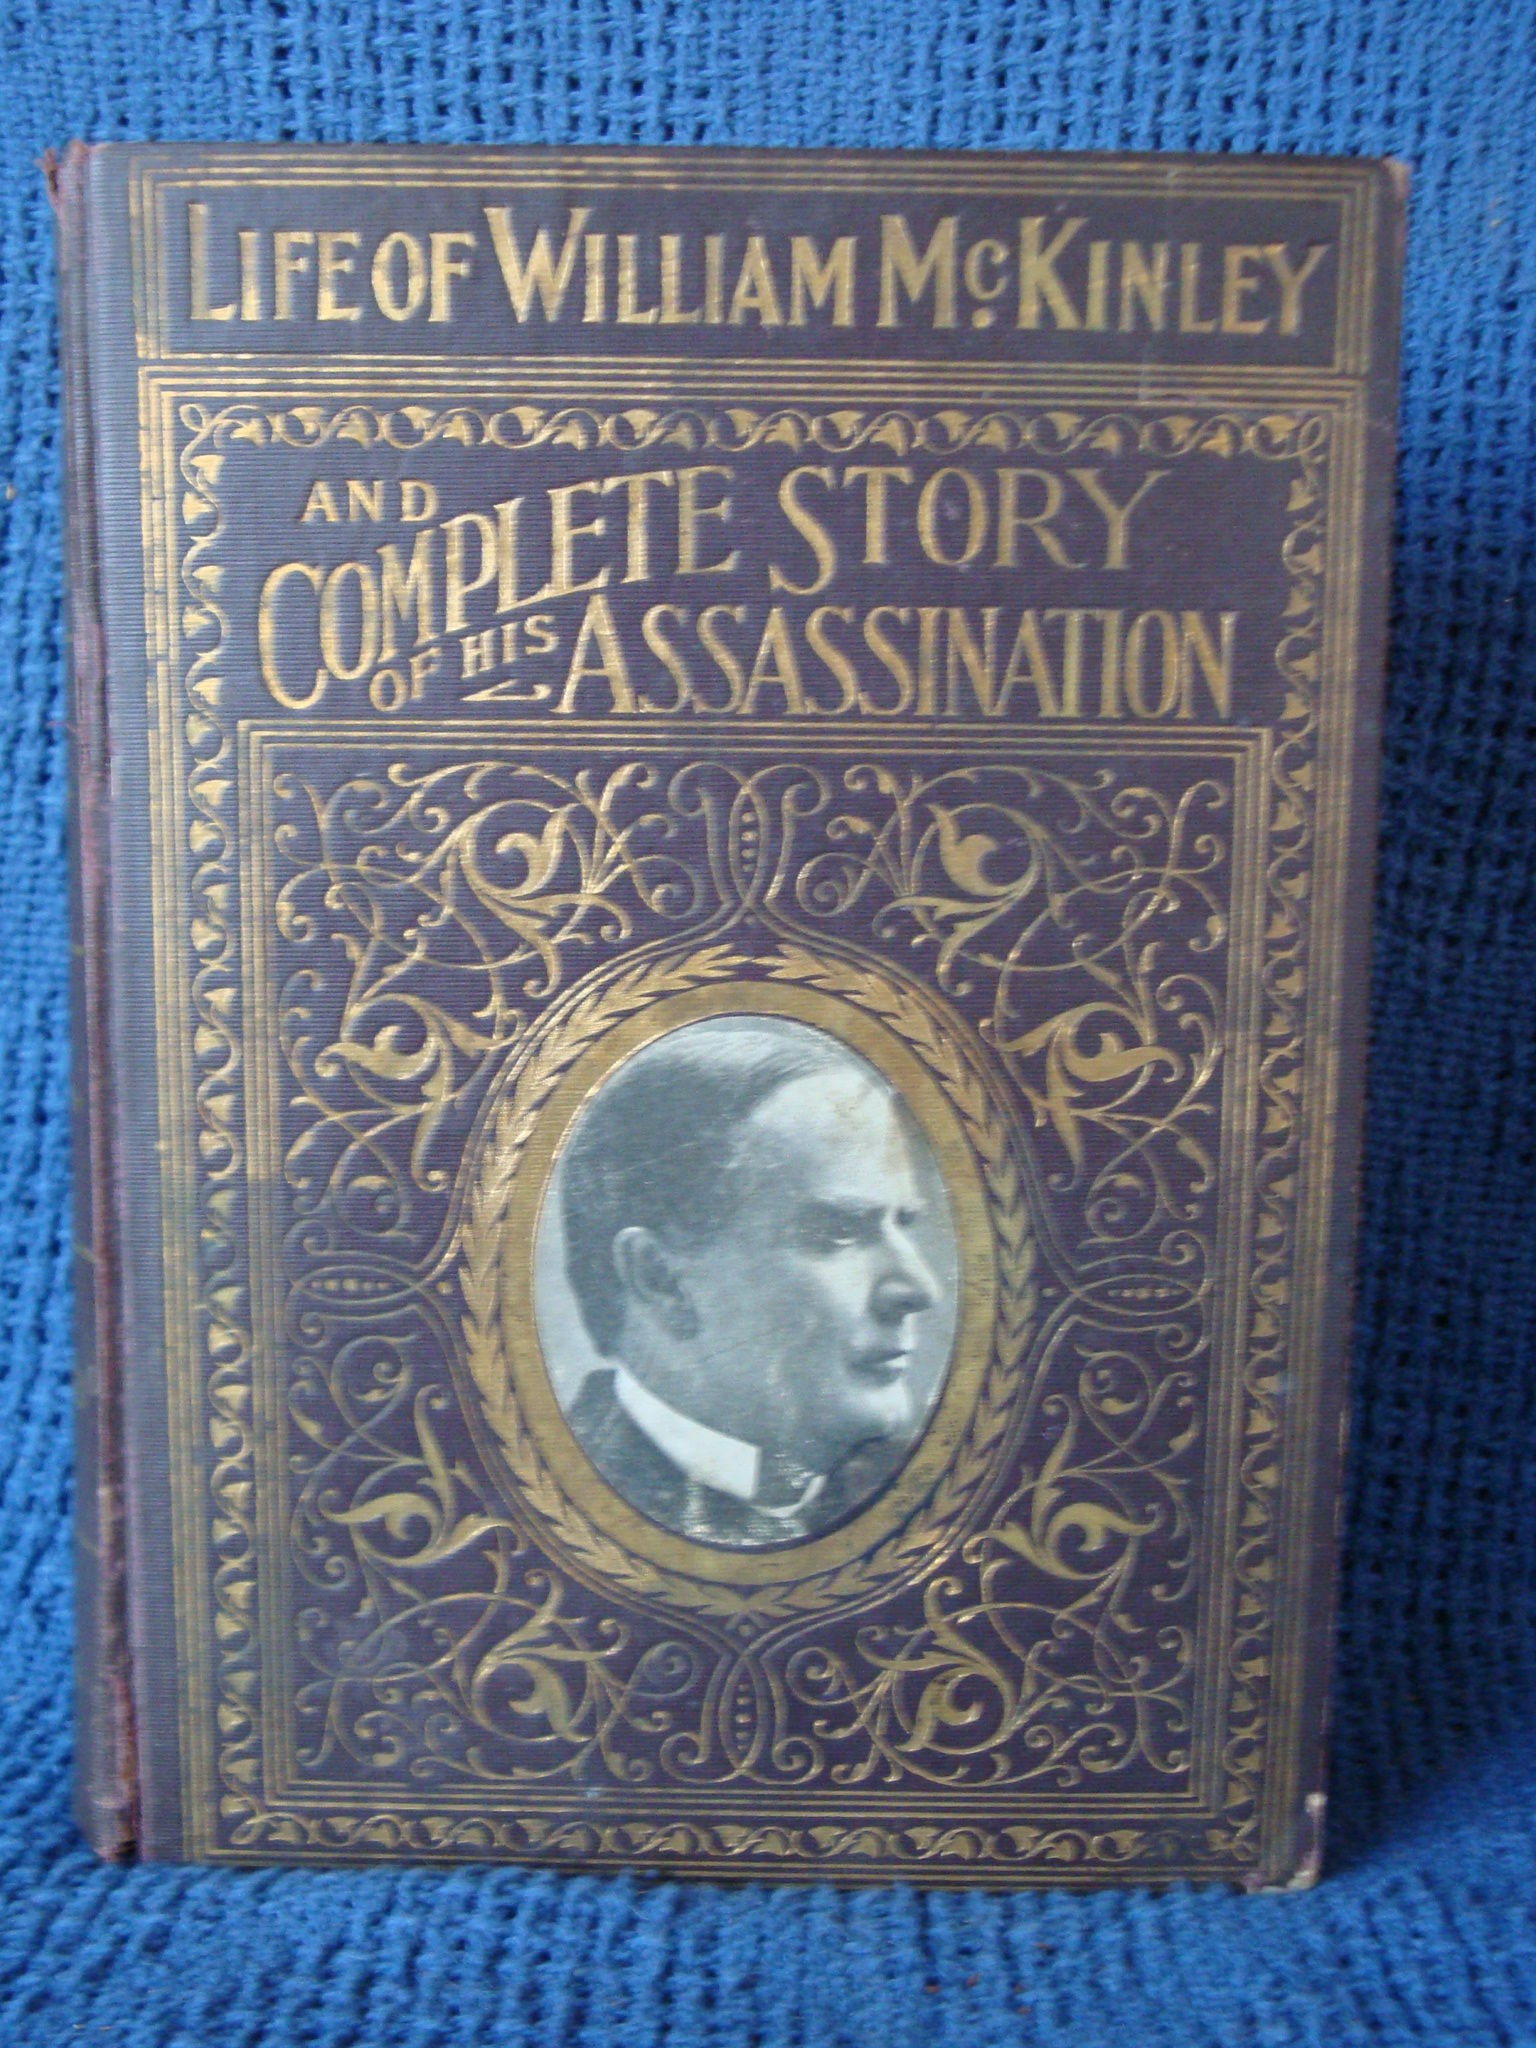 LIFE OF WILLIAM McKINLEY
AND
COMPLETE STORY
OF HIS ASSASSINATION